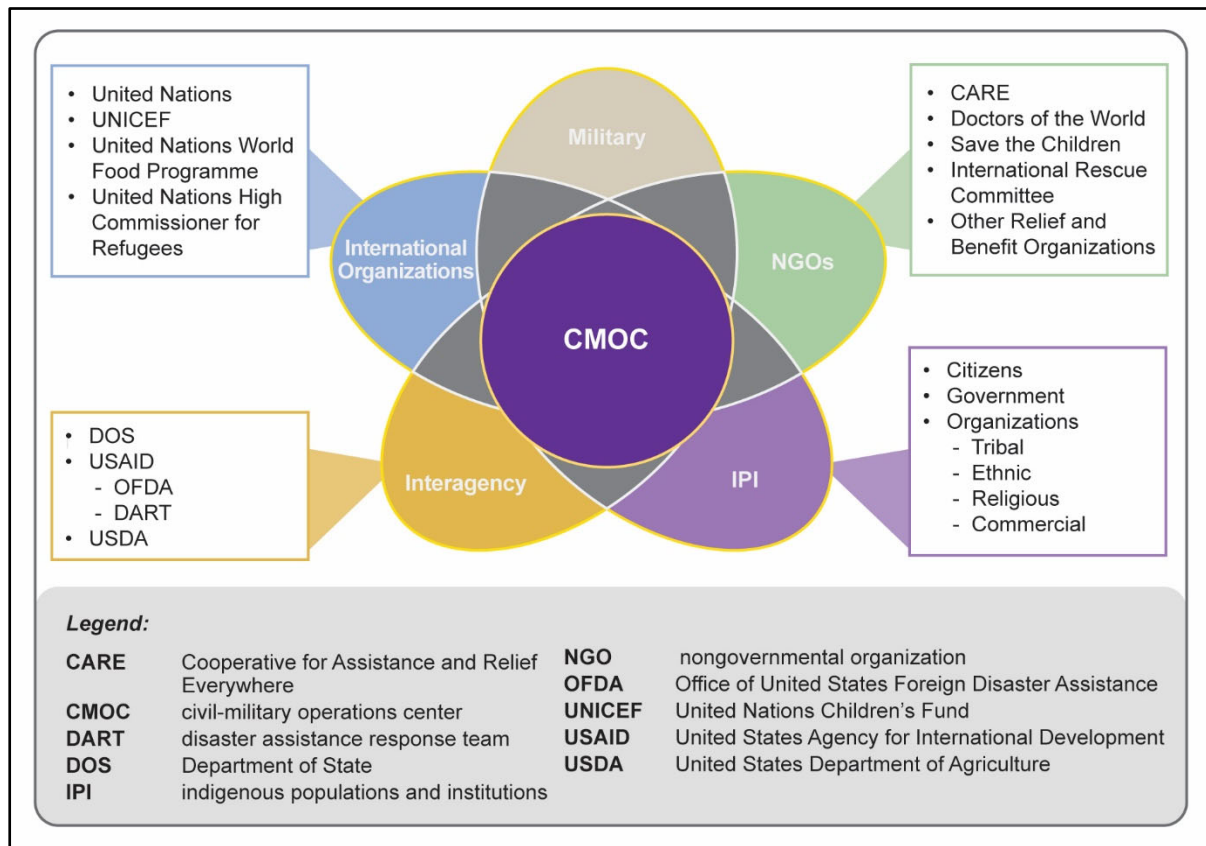 • United Nations
• UNICEF
• United Nations World
Food Programme
• United Nations High
Commissioner for
Refugees
Military
• CARE
• Doctors of the World
• Save the Children
• International Rescue
Committee
• Other Relief and
Benefit Organizations
International
Organizations
NGOs
CMOC
• DOS
• USAID
- OFDA
- DART
• USDA
Interagency
IPI
• Citizens
• Government
• Organizations
- Tribal
- Ethnic
- Religious
- Commercial
Legend:
CARE Cooperative for Assistance and Relief
Everywhere
CMOC civil-military operations center
DART disaster assistance response team
DOS Department of State
IPI indigenous populations and institutions
NGO nongovernmental organization
OFDA Office of United States Foreign Disaster Assistance
UNICEF United Nations Children's Fund
USAID United States Agency for International Development
USDA United States Department of Agriculture